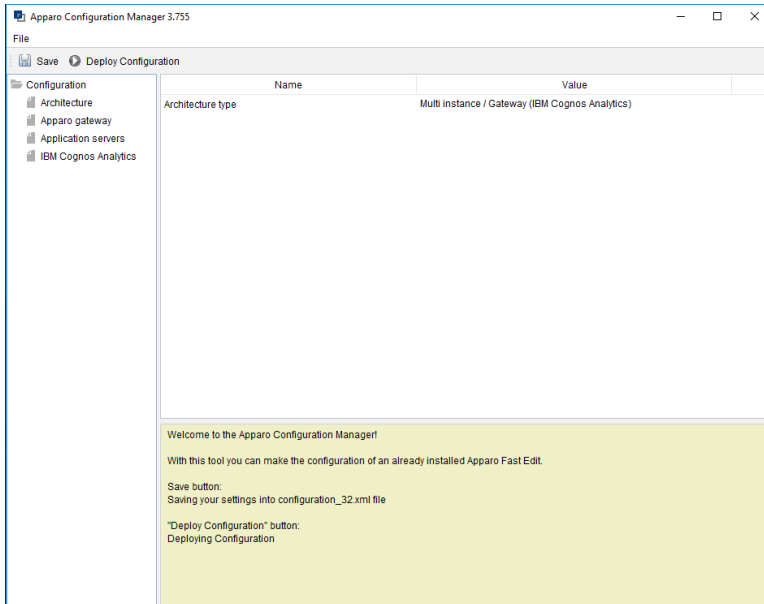 Apparo Configuration Manager 3.755
File
Save Deploy Configuration
Configuration
Architecture
Apparo gateway
Application servers
IBM Cognos Analytics
Name Value
Architecture type Multi instance / Gateway (IBM Cognos Analytics)
Welcome to the Apparo Configuration Manager!
With this tool you can make the configuration of an already installed Apparo Fast Edit.
Save button:
Saving your settings into configuration_32.xml file
"Deploy Configuration" button:
Deploying Configuration